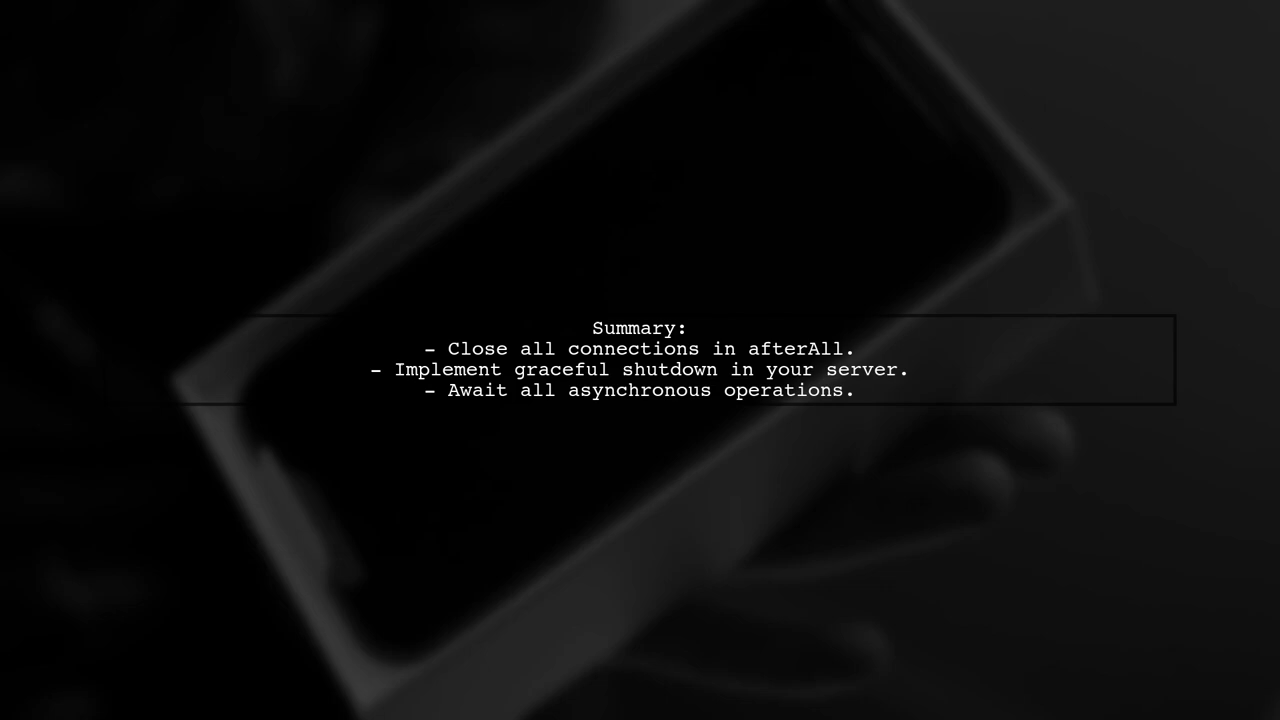 Summary:
- Close all connections in afterAll.
- Implement graceful shutdown in your server.
- Await all asynchronous operations.